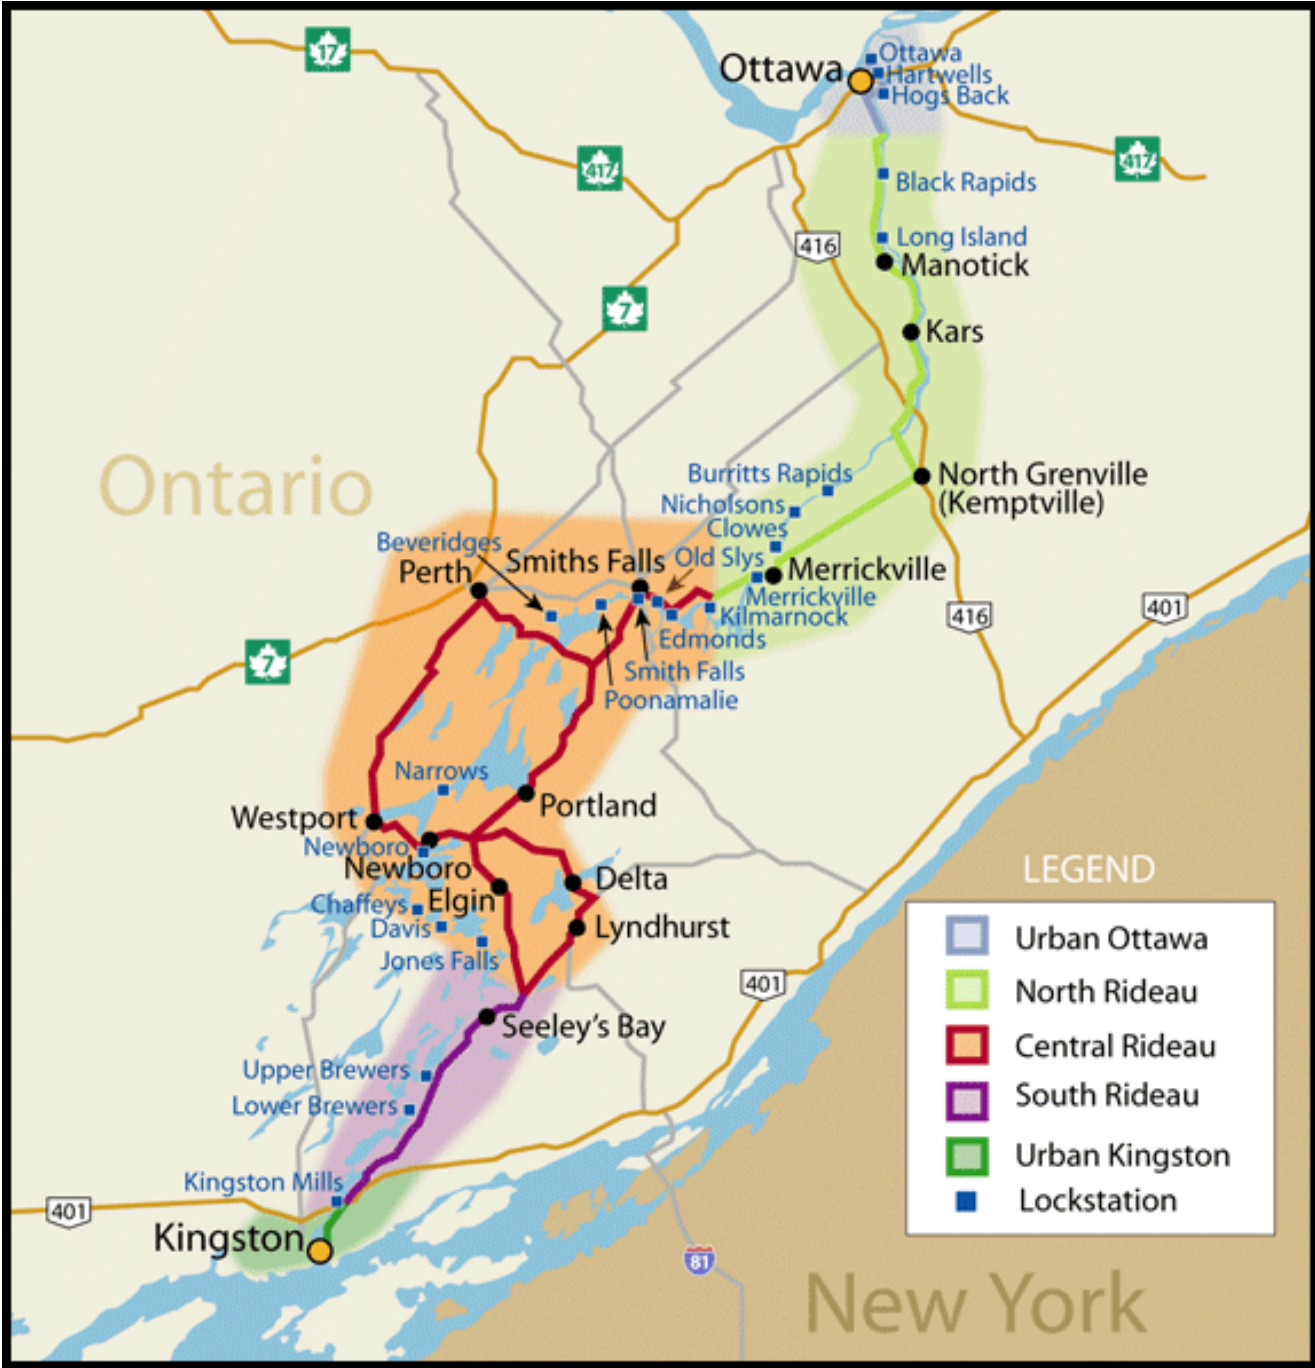 17
Ottawa
Ottawa
Hartwells
Hogs Back
417
417
Black Rapids
416
Long Island
Manotick
7
Kars
Ontario
Burritts Rapids
North Grenville
(Kemptville)
Nicholsons
Clowes
Beveridges
Smiths Falls
Old Slys
Perth
Merrickville
Merrickville
Kilmarnock
416
401
Edmonds
7
Smith Falls
Poonamalie
Narrows
Portland
Westport
Newboro
Newboro
Delta
Elgin
Chaffeys
Davis
Lyndhurst
Jones Falls
401
Seeley's Bay
Upper Brewers
Lower Brewers
Kingston Mills
401
Kingston
81
New York
LEGEND
Urban Ottawa
North Rideau
Central Rideau
South Rideau
Urban Kingston
Lockstation